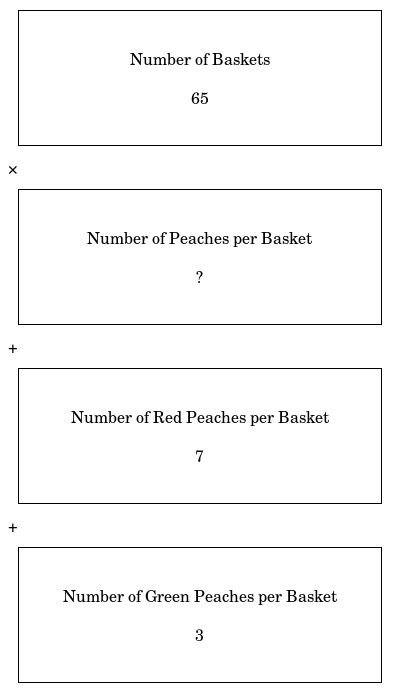 Number of Baskets
65
×
Number of Peaches per Basket
?
+
Number of Red Peaches per Basket
7
+
Number of Green Peaches per Basket
3